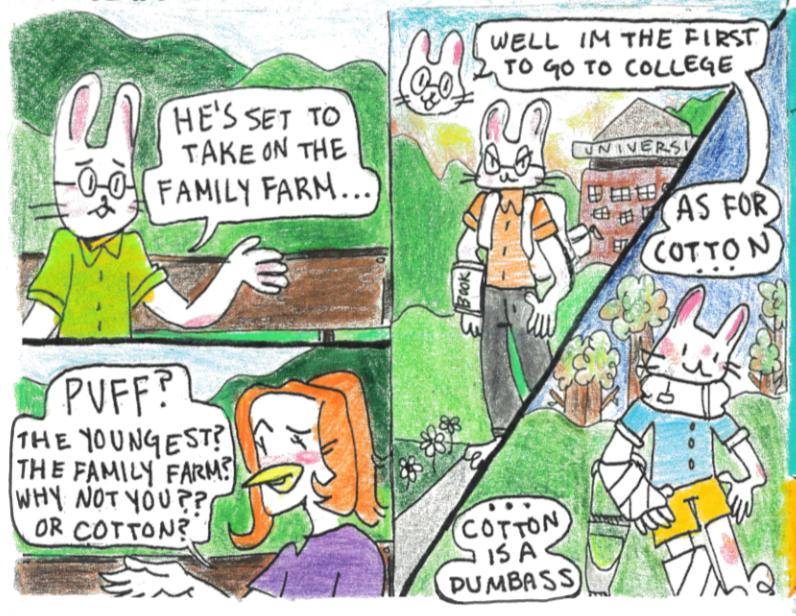 HE'S SET TO
TAKE ON THE
FAMILY FARM...
PUFF?
THE YOUNGEST?
THE FAMILY FARM?
WHY NOT YOU??
OR COTTON?
WELL IM THE FIRST
TO GO TO COLLEGE
UNIVERSI
BOOK
AS FOR
COTTON
...
...
COTTON
IS A
DUMBASS